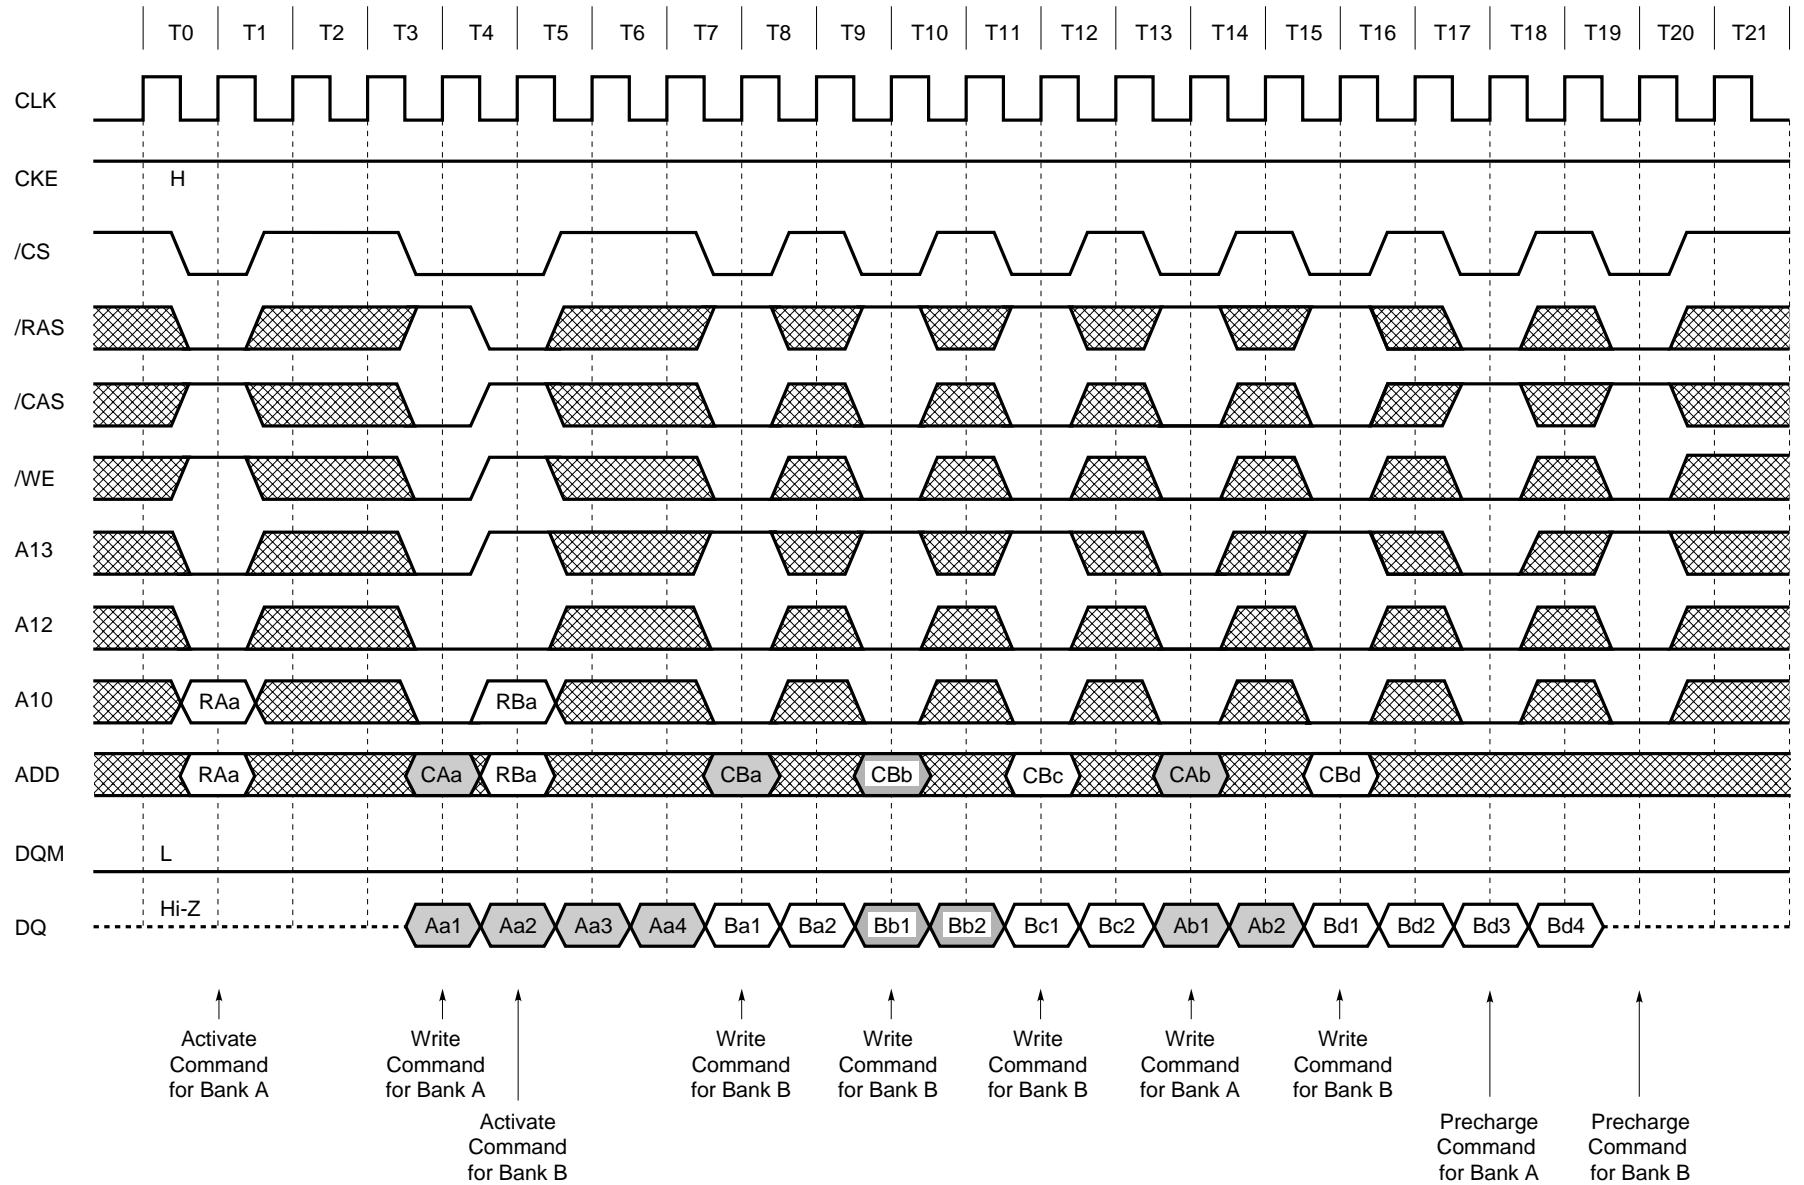 T0 T1 T2 T3 T4 T5 T6 T7 T8 T9 T10 T11 T12 T13 T14 T15 T16 T17 T18 T19 T20 T21
CLK
CKE H
/CS
/RAS
/CAS
/WE
A13
A12
A10 RAa RBa
ADD RAa CAa RBa CBa CBb CBc CAb CBd
DQM L
Hi-Z
DQ Aa1 Aa2 Aa3 Aa4 Ba1 Ba2 Bb1 Bb2 Bc1 Bc2 Ab1 Ab2 Bd1 Bd2 Bd3 Bd4
Activate
Command
for Bank A
Write
Command
for Bank A
Activate
Command
for Bank B
Write
Command
for Bank B
Write
Command
for Bank B
Write
Command
for Bank B
Write
Command
for Bank A
Write
Command
for Bank B
Precharge
Command
for Bank A
Precharge
Command
for Bank B